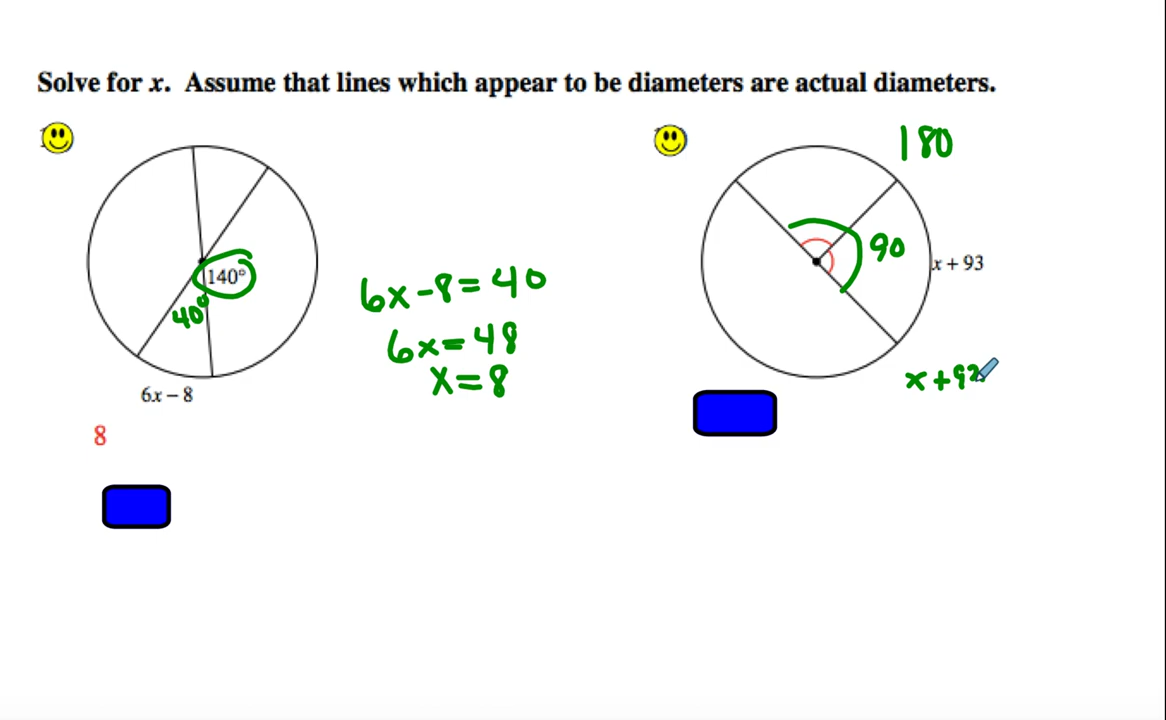 Solve for x. Assume that lines which appear to be diameters are actual diameters.
140°
40°
6x – 8
8
6x – 8 = 40
6x = 48
x = 8
180
90
x + 93